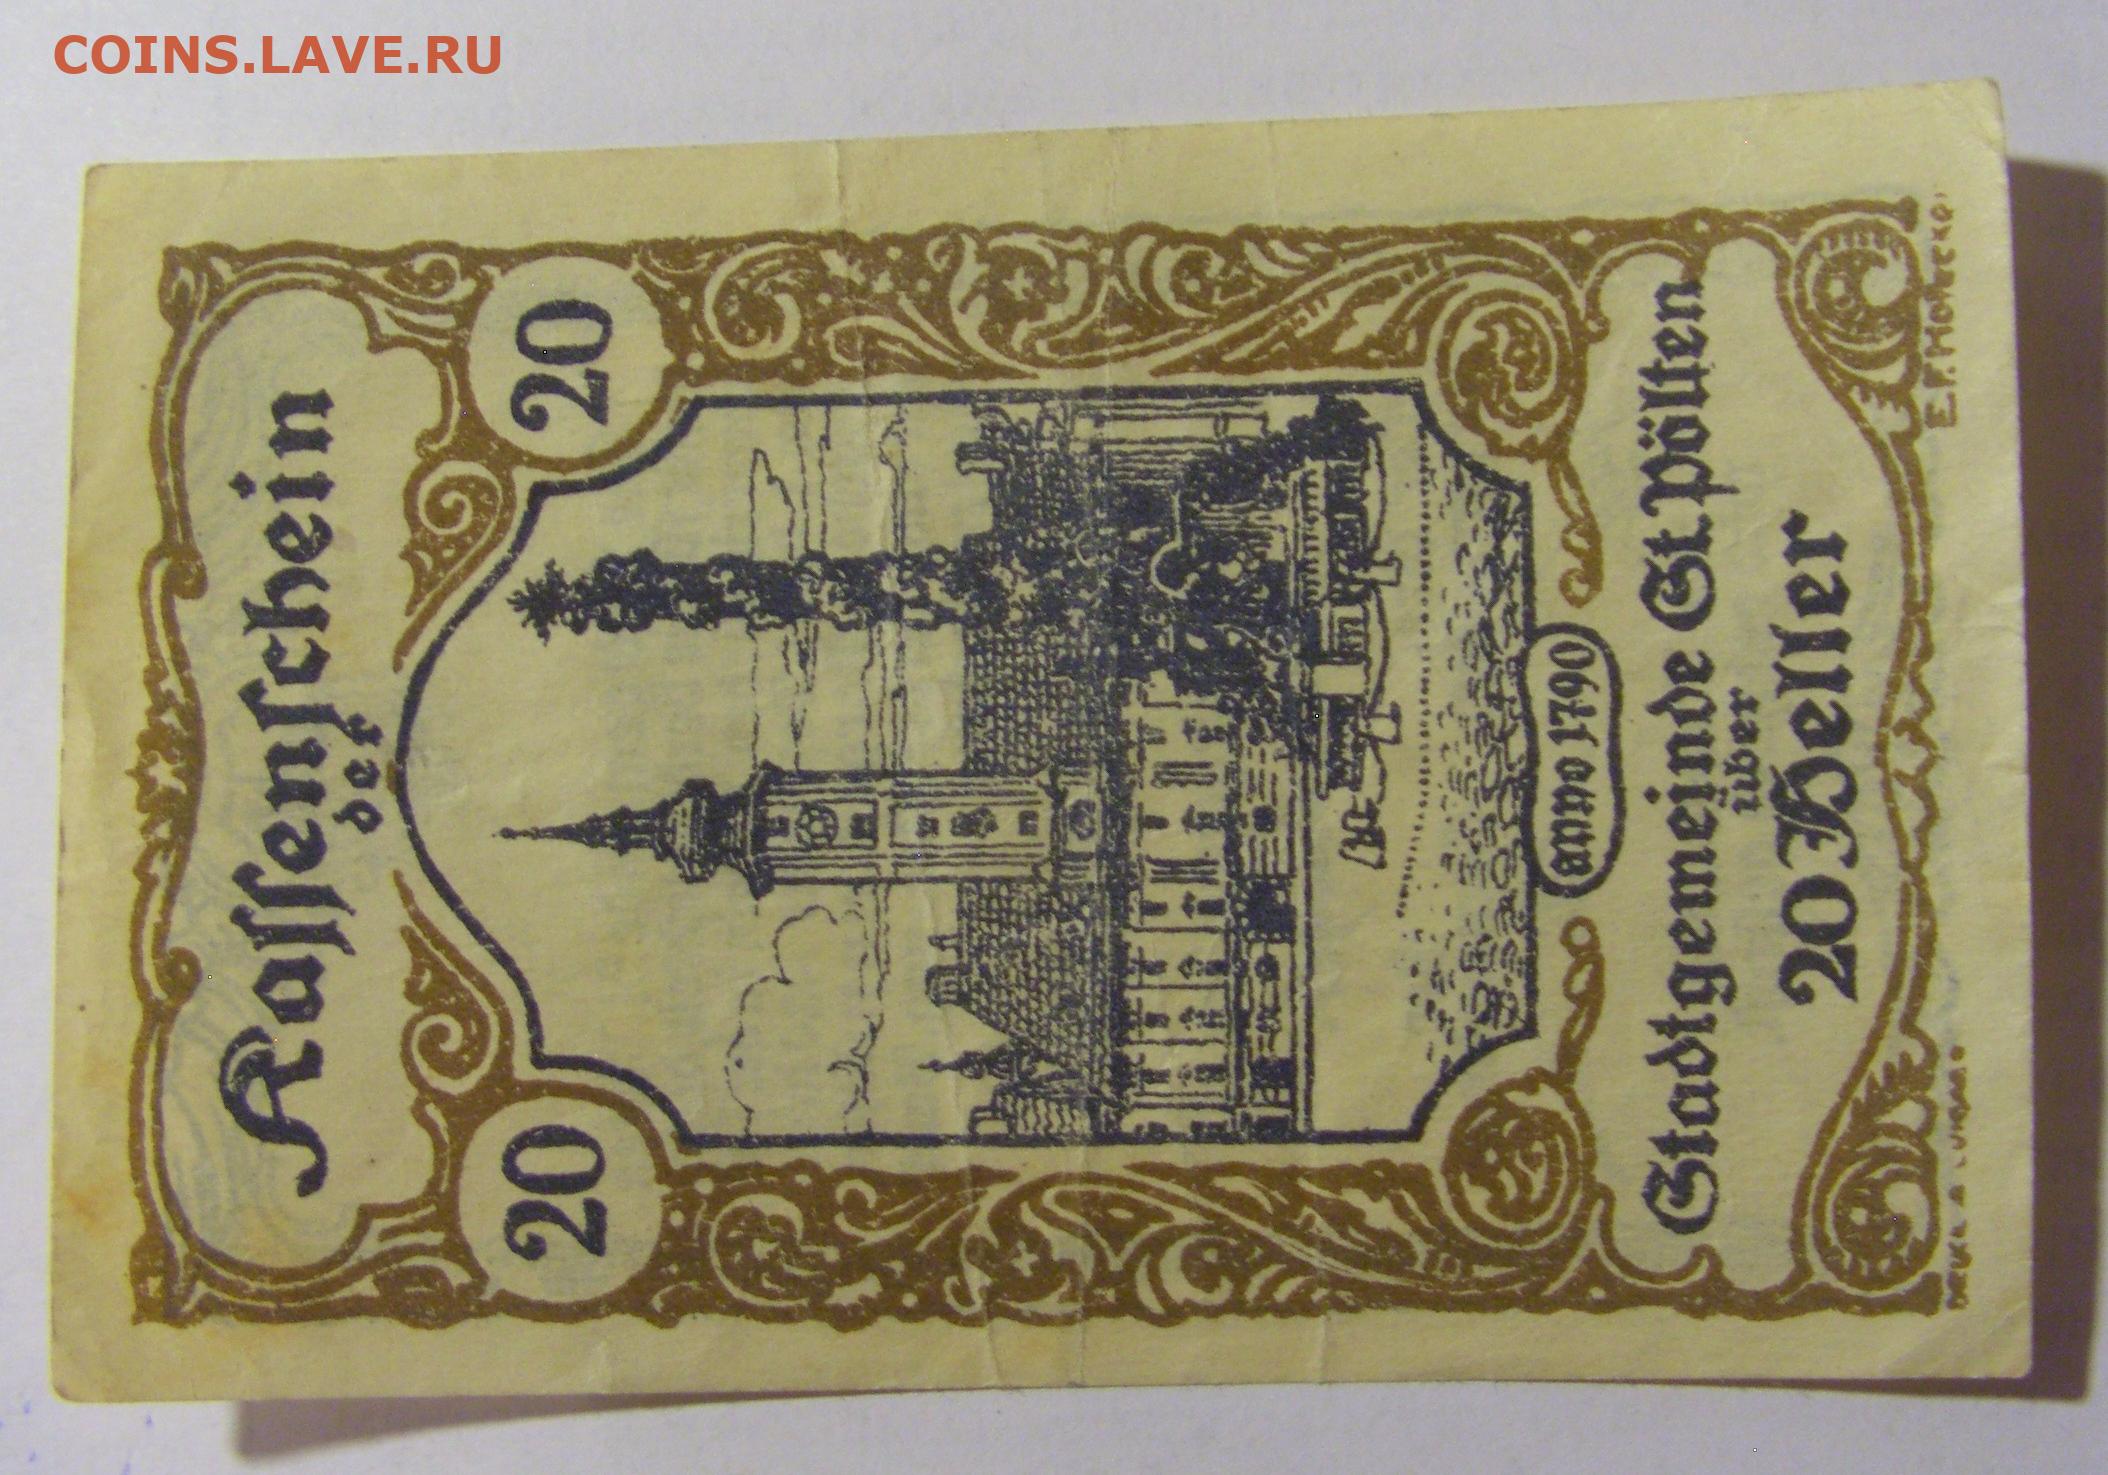 COINS.LAVE.RU
Kassenschein
der
20 20
anno 1790
Stadtgemeinde St. Pölten
über
20 Heller